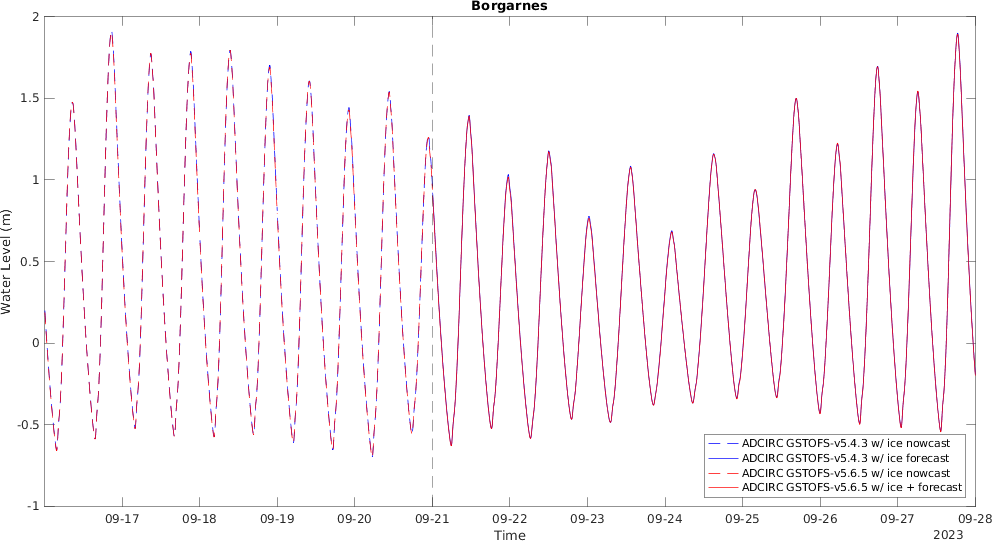 Borgarnes
2
1.5
1
0.5
0
-0.5
-1
Water Level (m)
ADCIRC GSTOFS-v5.4.3 w/ ice nowcast
ADCIRC GSTOFS-v5.4.3 w/ ice forecast
ADCIRC GSTOFS-v5.6.5 w/ ice nowcast
ADCIRC GSTOFS-v5.6.5 w/ ice + forecast
09-17 09-18 09-19 09-20 09-21 09-22 09-23 09-24 09-25 09-26 09-27 09-28
Time
2023